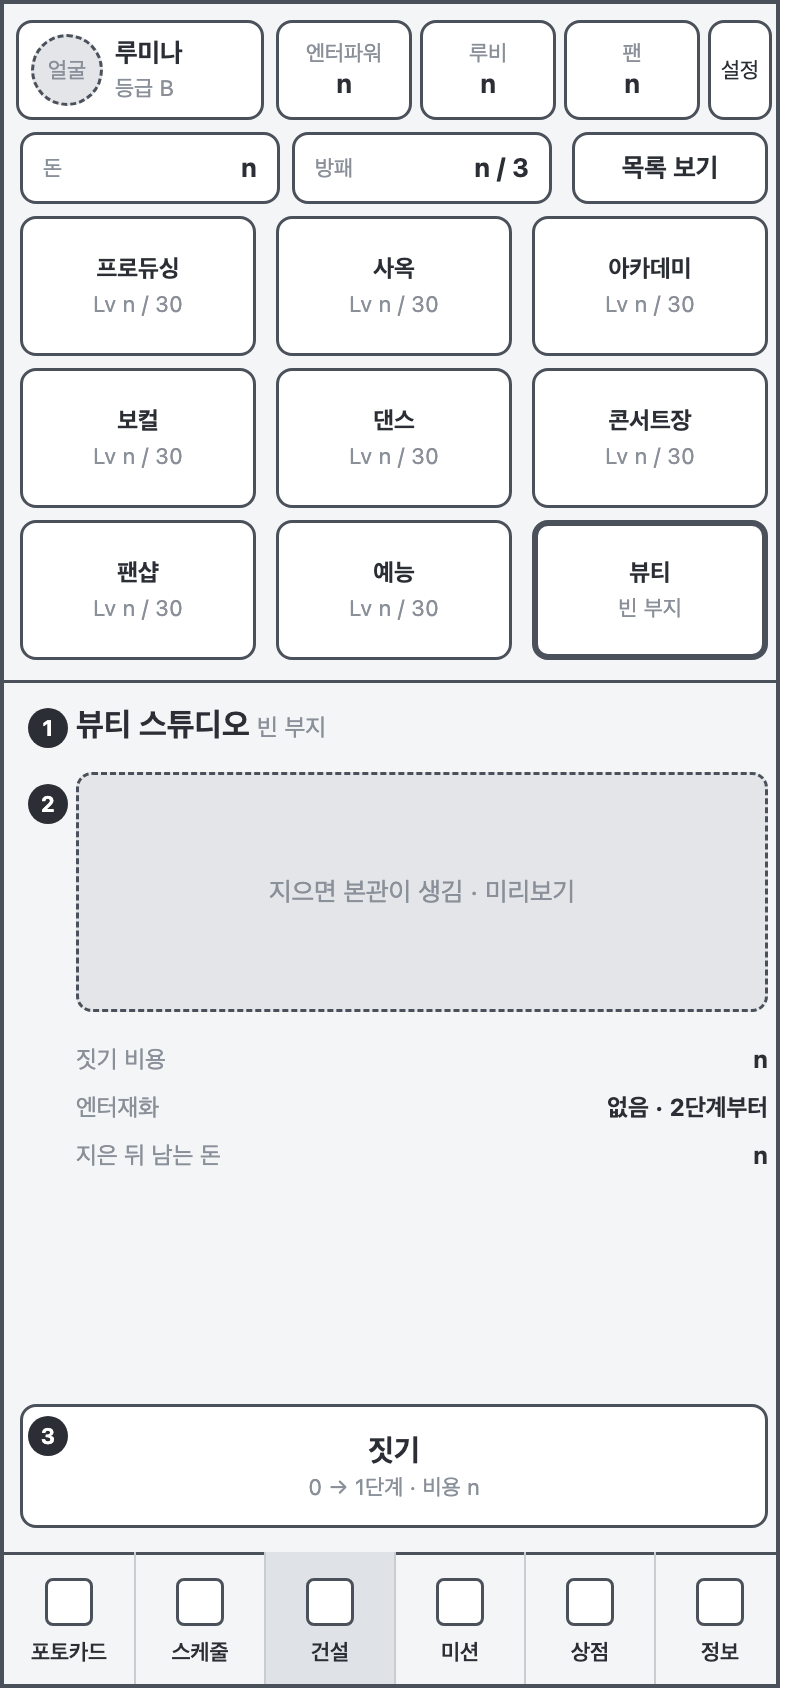 얼굴
루미나
등급 B
엔터파워
n
루비
n
팬
n
설정
돈 n
방패 n / 3
목록 보기
프로듀싱
Lv n / 30
사옥
Lv n / 30
아카데미
Lv n / 30
보컬
Lv n / 30
댄스
Lv n / 30
콘서트장
Lv n / 30
팬샵
Lv n / 30
예능
Lv n / 30
뷰티
빈 부지
1 뷰티 스튜디오 빈 부지
2
지으면 본관이 생김 · 미리보기
짓기 비용 n
엔터재화 없음 · 2단계부터
지은 뒤 남는 돈 n
3
짓기
0 → 1단계 · 비용 n
포토카드
스케줄
건설
미션
상점
정보